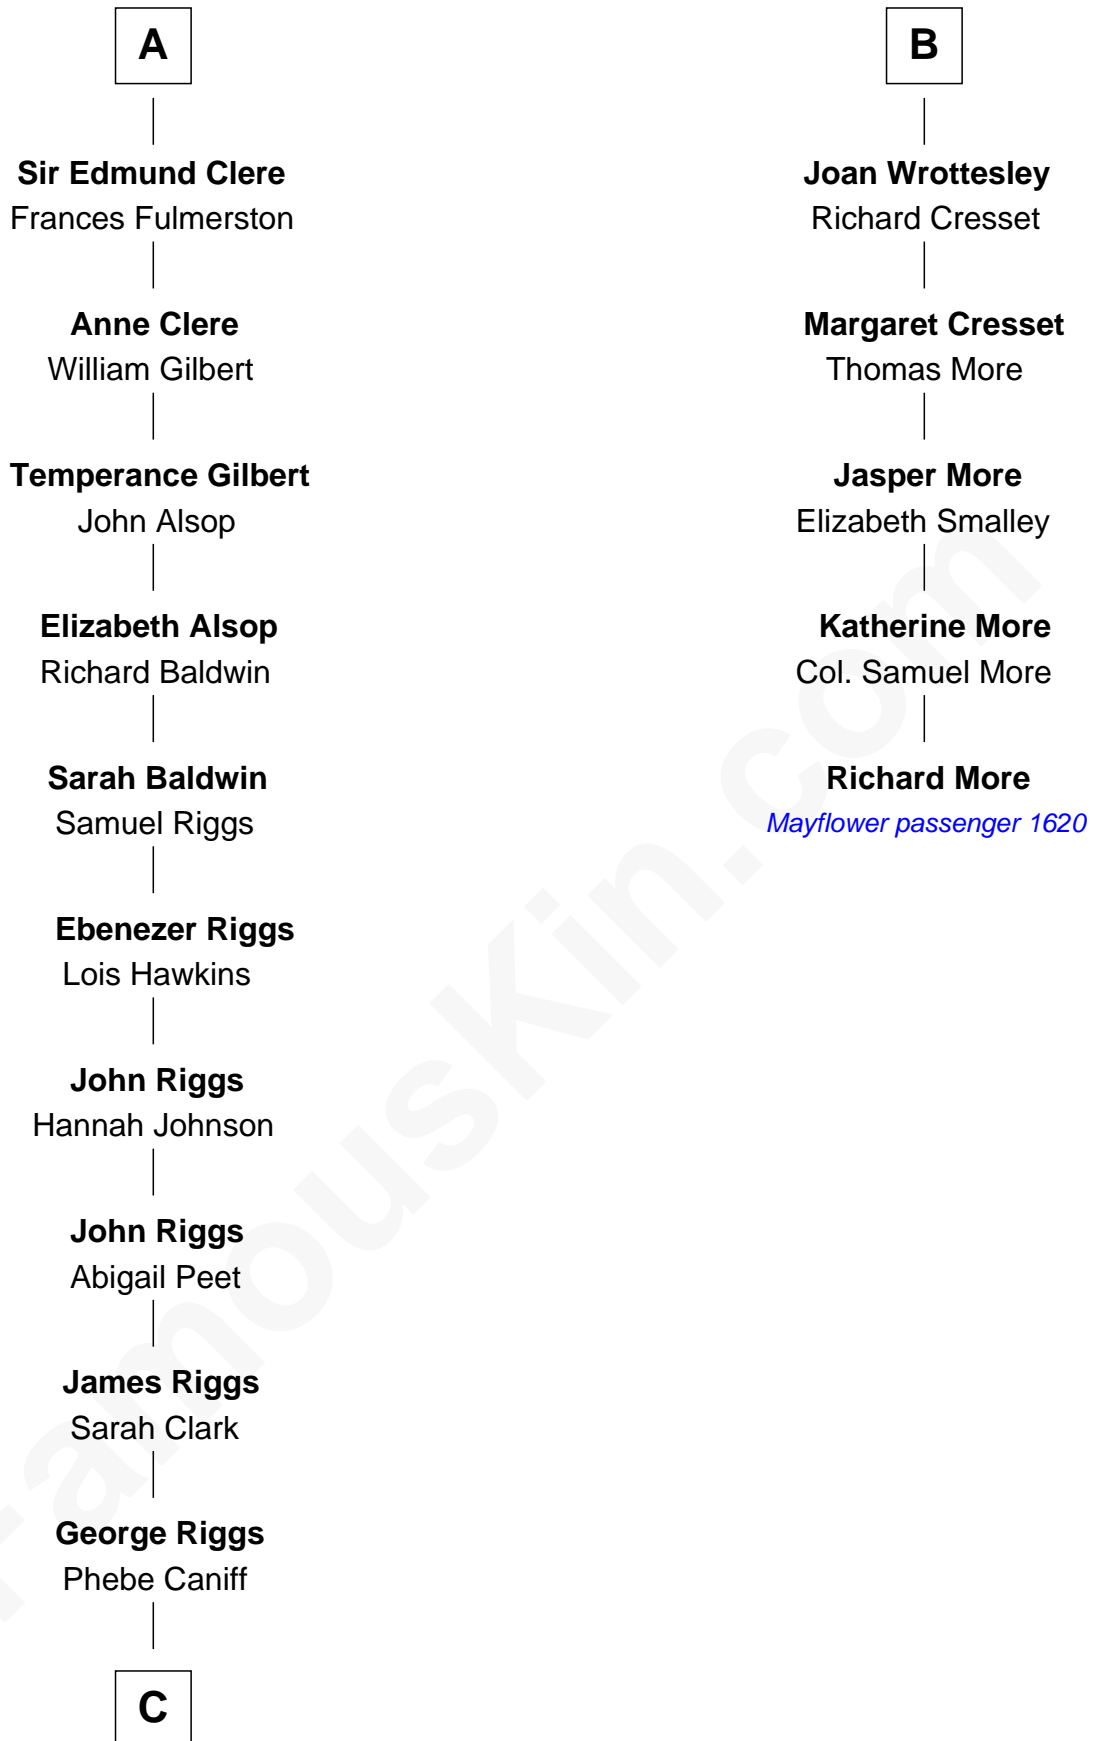 A
Sir Edmund Clere
Frances Fulmerston
Anne Clere
William Gilbert
Temperance Gilbert
John Alsop
Elizabeth Alsop
Richard Baldwin
Sarah Baldwin
Samuel Riggs
Ebenezer Riggs
Lois Hawkins
John Riggs
Hannah Johnson
John Riggs
Abigail Peet
James Riggs
Sarah Clark
George Riggs
Phebe Caniff
C
B
Joan Wrottesley
Richard Cresset
Margaret Cresset
Thomas More
Jasper More
Elizabeth Smalley
Katherine More
Col. Samuel More
Richard More
Mayflower passenger 1620
FamousKin.com